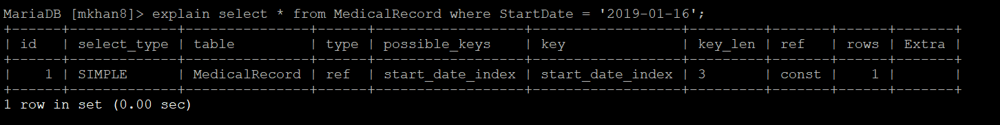 MariaDB [mkhan8]> explain select * from MedicalRecord where StartDate = '2019-01-16';
+------+-------------+---------------+------+------------------+------------------+---------+-------+------+-------+
| id   | select_type | table         | type | possible_keys    | key              | key_len | ref   | rows | Extra |
+------+-------------+---------------+------+------------------+------------------+---------+-------+------+-------+
|    1 | SIMPLE      | MedicalRecord | ref  | start_date_index | start_date_index | 3       | const |    1 |       |
+------+-------------+---------------+------+------------------+------------------+---------+-------+------+-------+
1 row in set (0.00 sec)